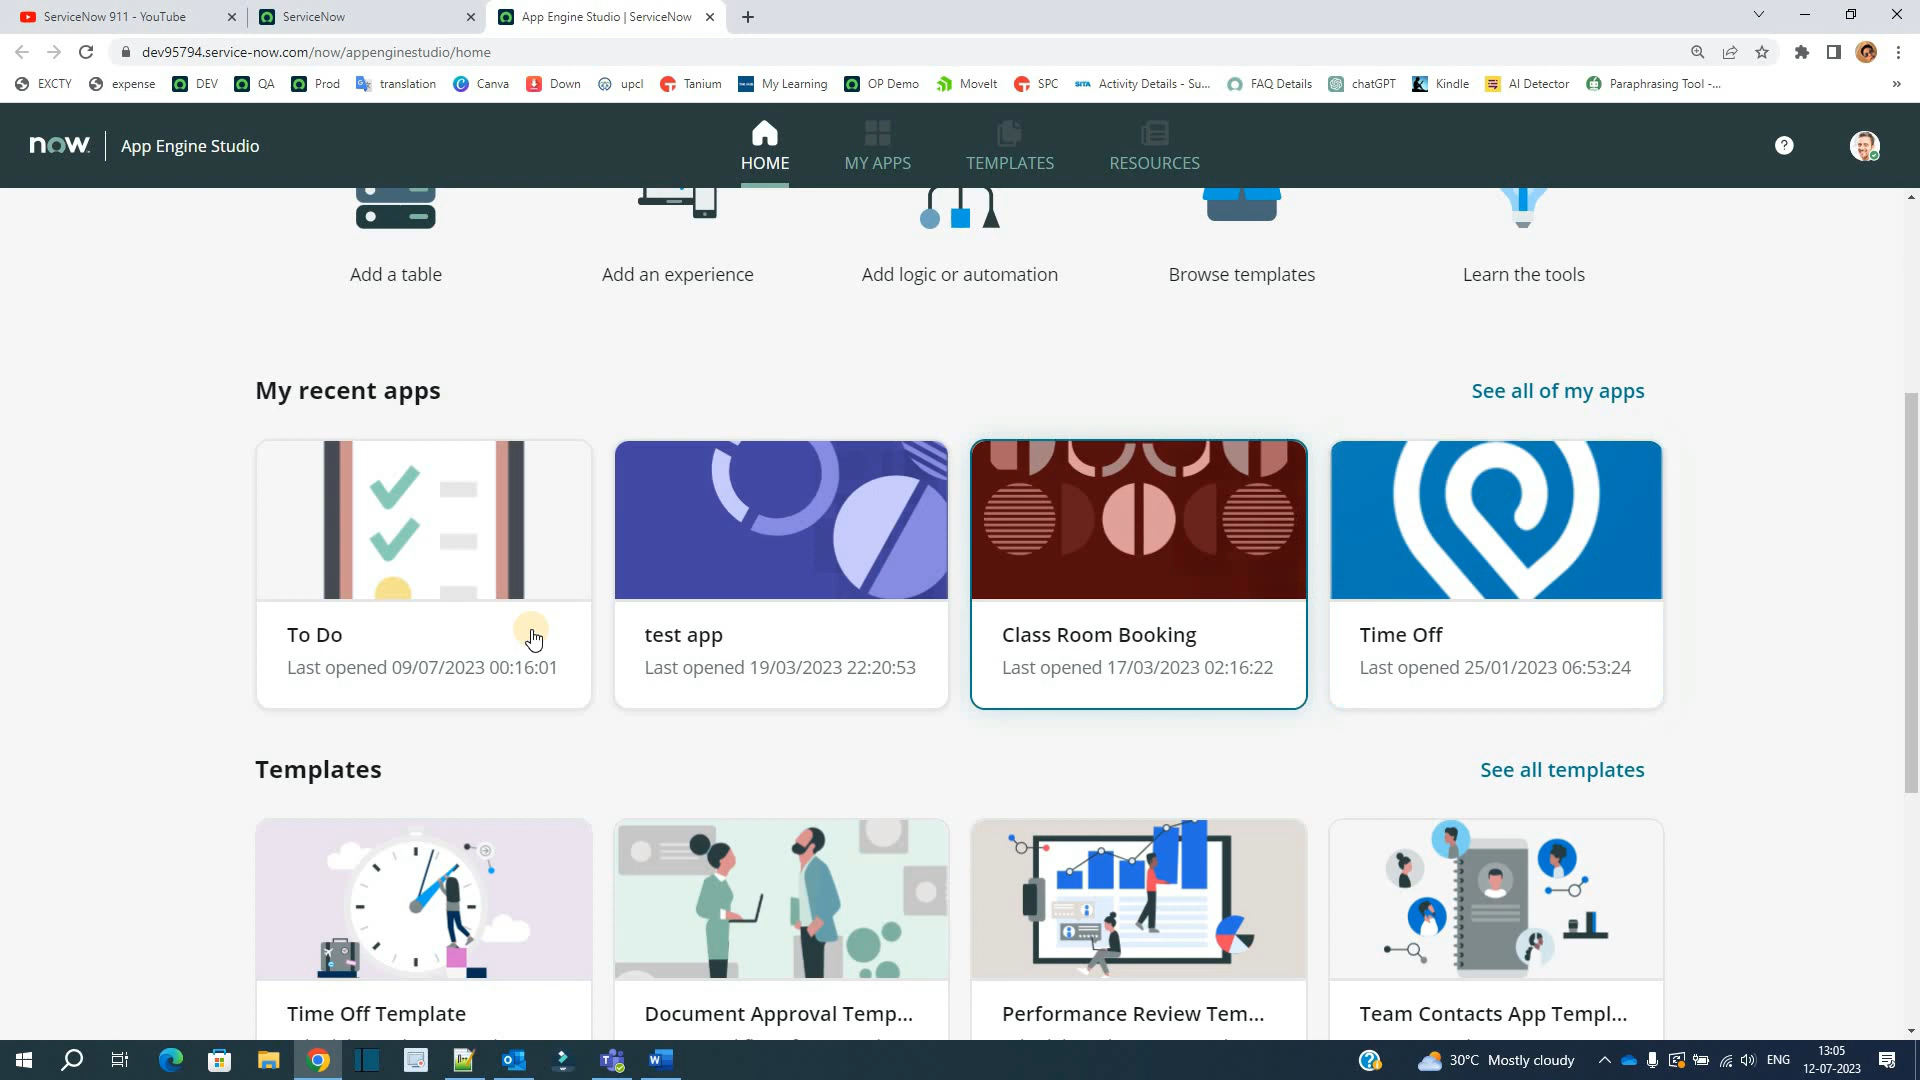 ServiceNow 911 - YouTube
ServiceNow
App Engine Studio | ServiceNow
dev95794.service-now.com/now/appenginestudio/home
EXCTY
expense
DEV
QA
Prod
translation
Canva
Down
upcl
Tanium
My Learning
OP Demo
MoveIt
SPC
SITA
Activity Details - Su...
FAQ Details
chatGPT
Kindle
AI Detector
Paraphrasing Tool -...
now
App Engine Studio
HOME
MY APPS
TEMPLATES
RESOURCES
Add a table
Add an experience
Add logic or automation
Browse templates
Learn the tools
My recent apps
See all of my apps
To Do
Last opened 09/07/2023 00:16:01
test app
Last opened 19/03/2023 22:20:53
Class Room Booking
Last opened 17/03/2023 02:16:22
Time Off
Last opened 25/01/2023 06:53:24
Templates
See all templates
Time Off Template
Document Approval Temp...
Performance Review Tem...
Team Contacts App Templ...
30°C Mostly cloudy
ENG
13:05
12-07-2023